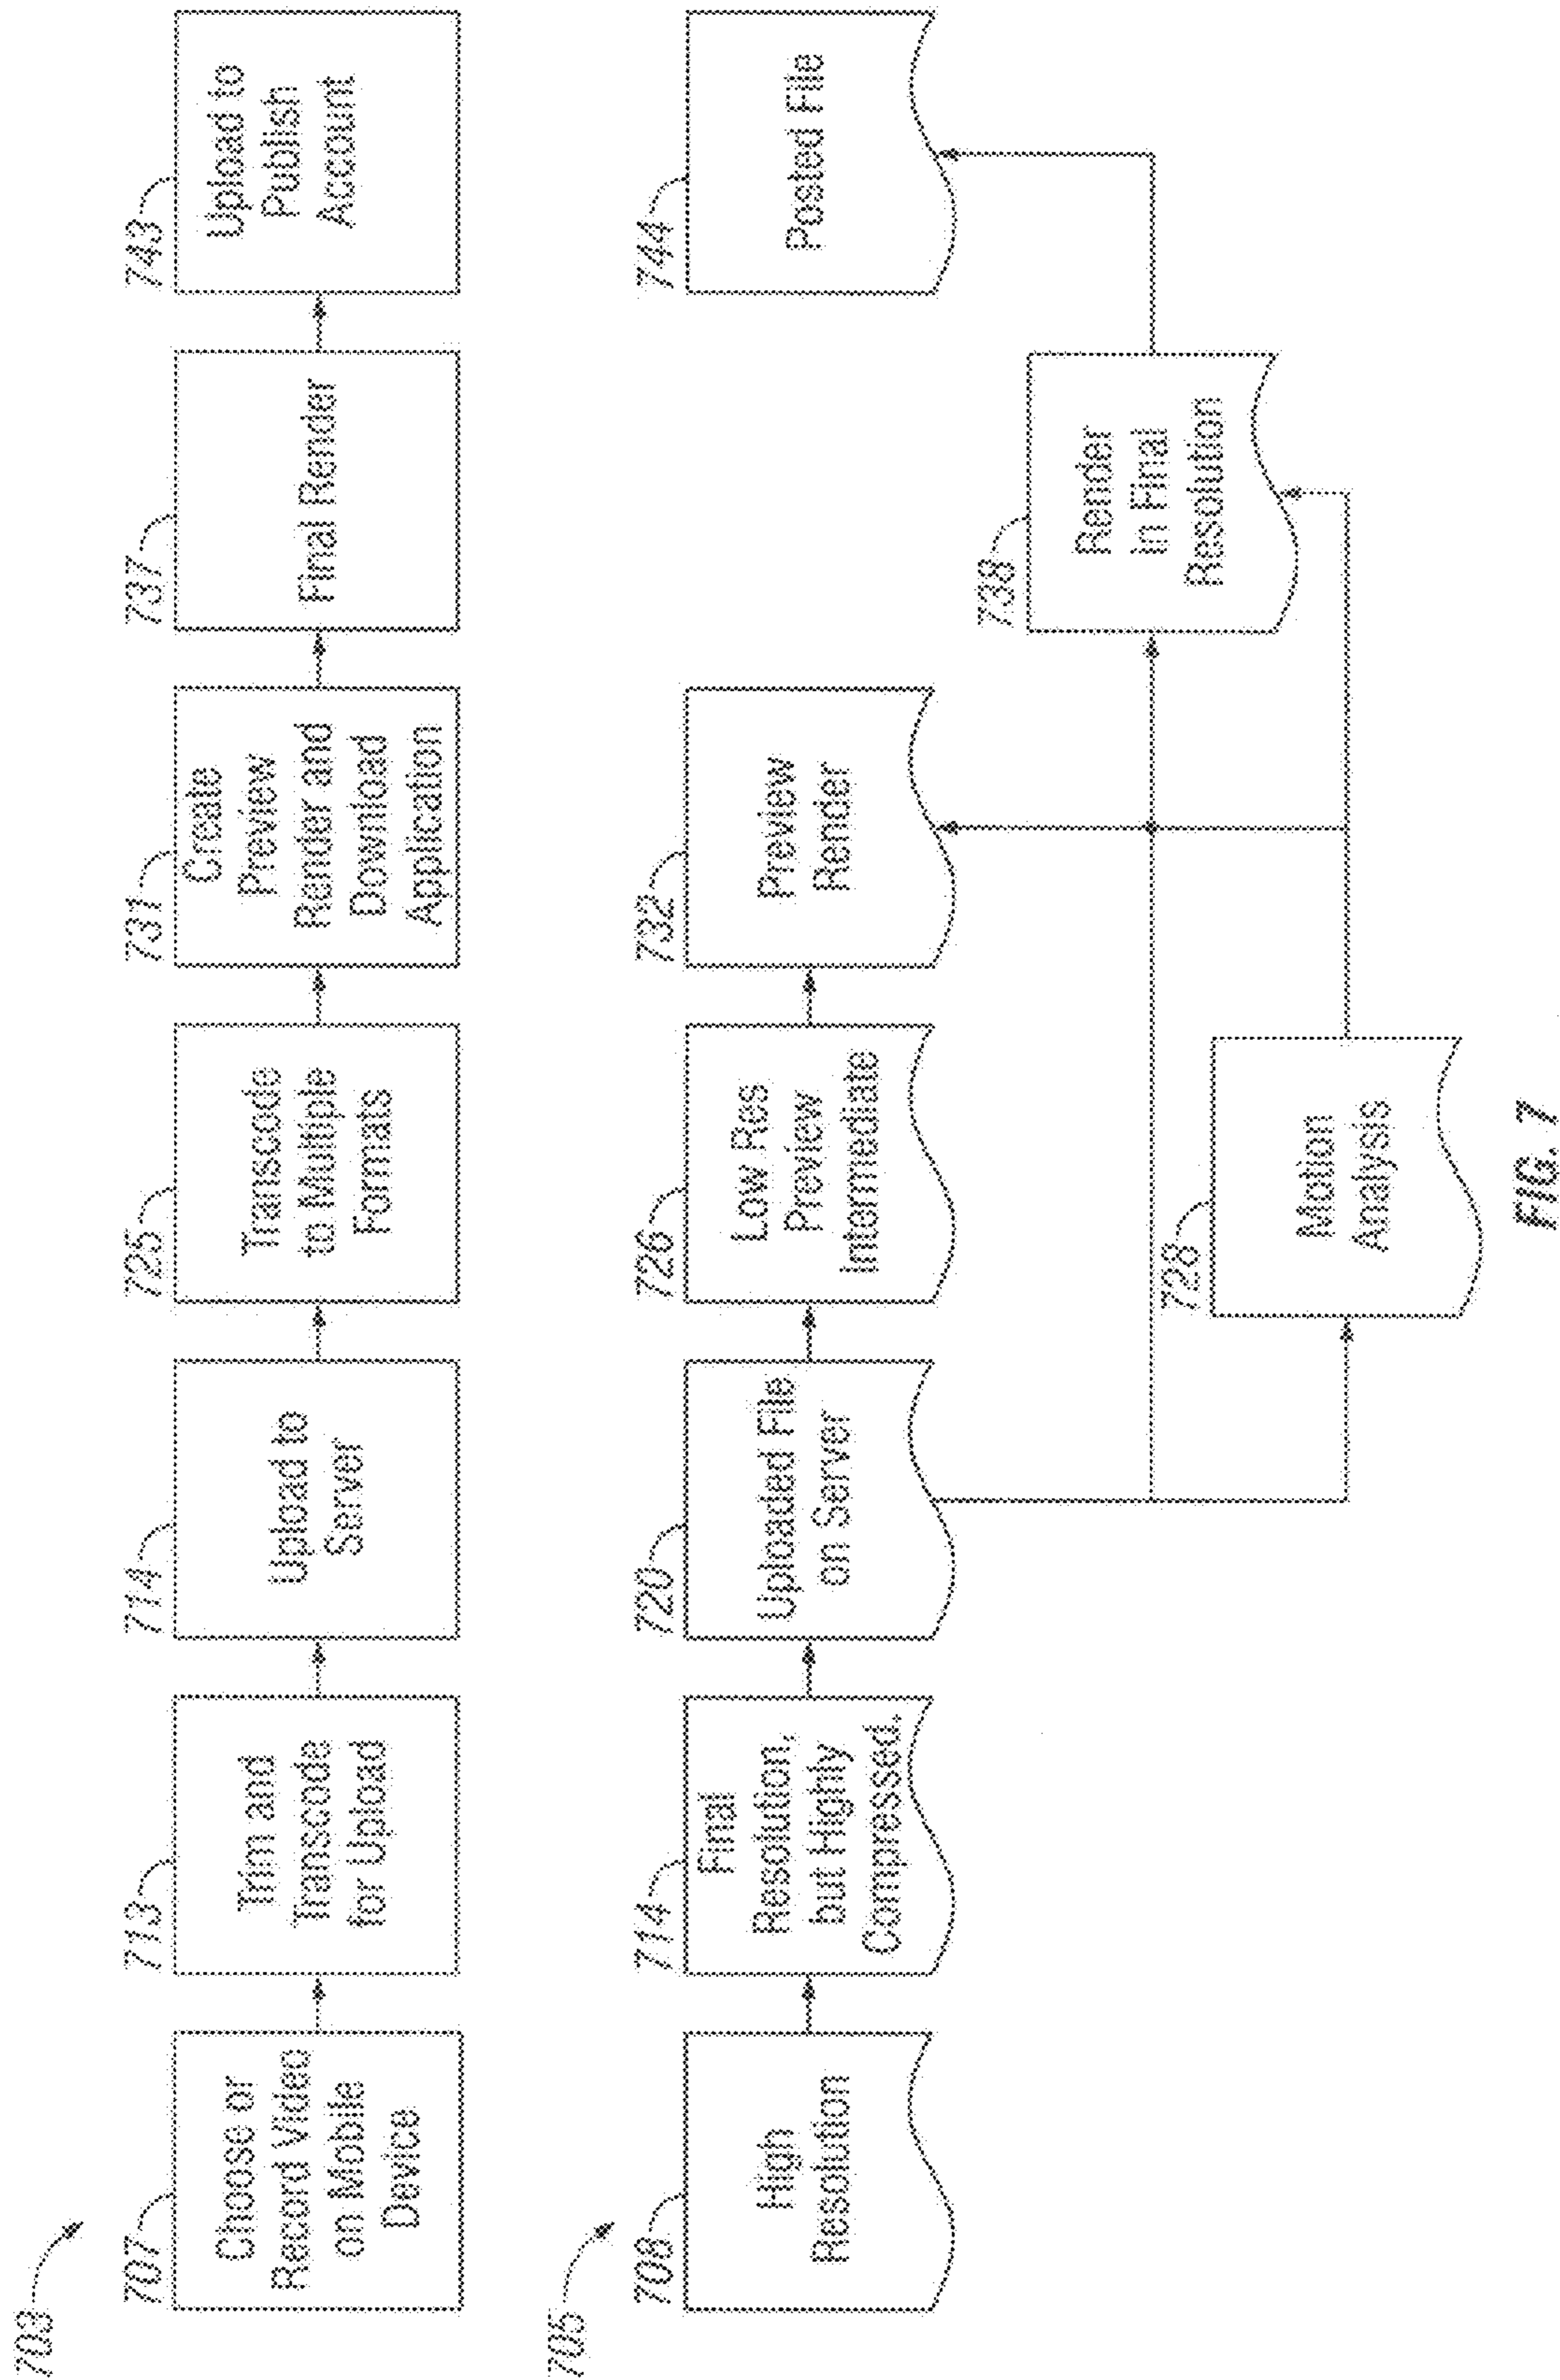 703
707
Choose or
Record Video
on Mobile
Device
713
Trim and
Transcode
for Upload
714
Upload to
Server
725
Transcode
to Multiple
Formats
731
Create
Preview
Render and
Download
Application
737
Final Render
743
Upload to
Publish
Account
705
708
High
Resolution
714
Final
Resolution,
but Highly
Compressed.
720
Uploaded File
on Server
726
Low Res
Preview
Intermediate
732
Preview
Render
744
Posted File
738
Render
in Final
Resolution
728
Motion
Analysis
FIG. 7